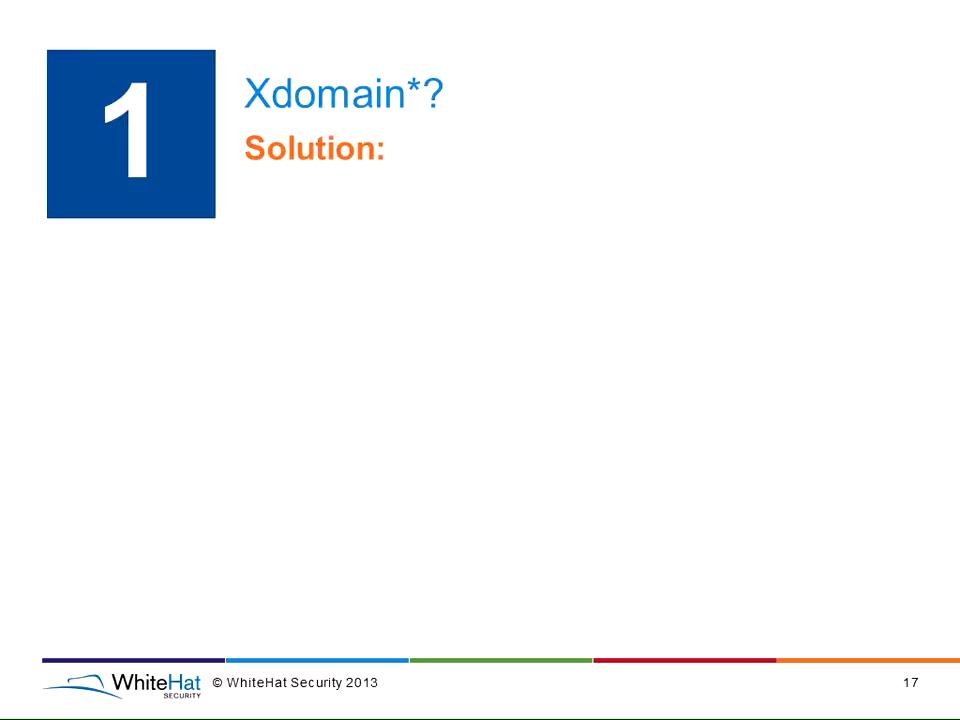 1
Xdomain*?
Solution:
WhiteHat
SECURITY
© WhiteHat Security 2013
17